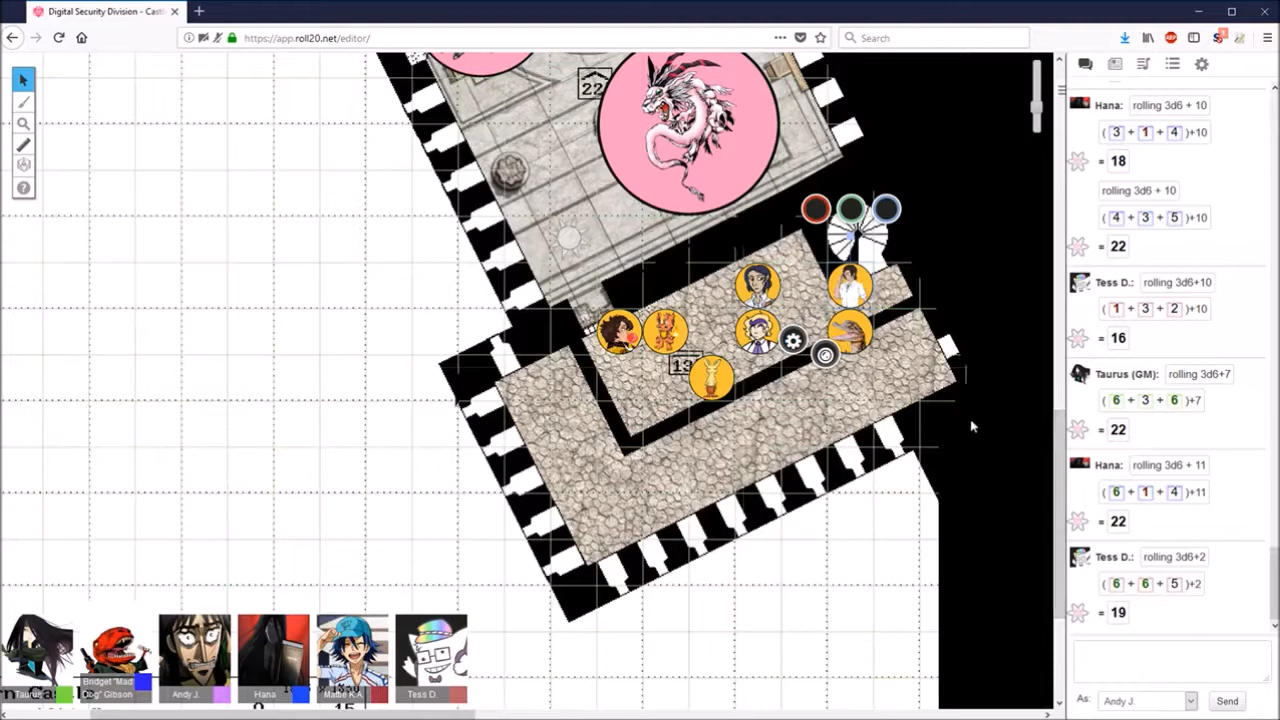 Digital Security Division - Cast
https://app.roll20.net/editor/
Search
22
13
Hana: rolling 3d6 + 10
( 3 + 1 + 4 )+10
= 18
rolling 3d6 + 10
( 4 + 3 + 5 )+10
= 22
Tess D.: rolling 3d6+10
( 1 + 3 + 2 )+10
= 16
Taurus (GM): rolling 3d6+7
( 6 + 3 + 6 )+7
= 22
Hana: rolling 3d6 + 11
( 6 + 1 + 4 )+11
= 22
Tess D.: rolling 3d6+2
( 6 + 6 + 5 )+2
= 19
As: Andy J. Send
Taurus
Bridget "Mad
Dog" Gibson
Andy J.
Hana
Tess D.